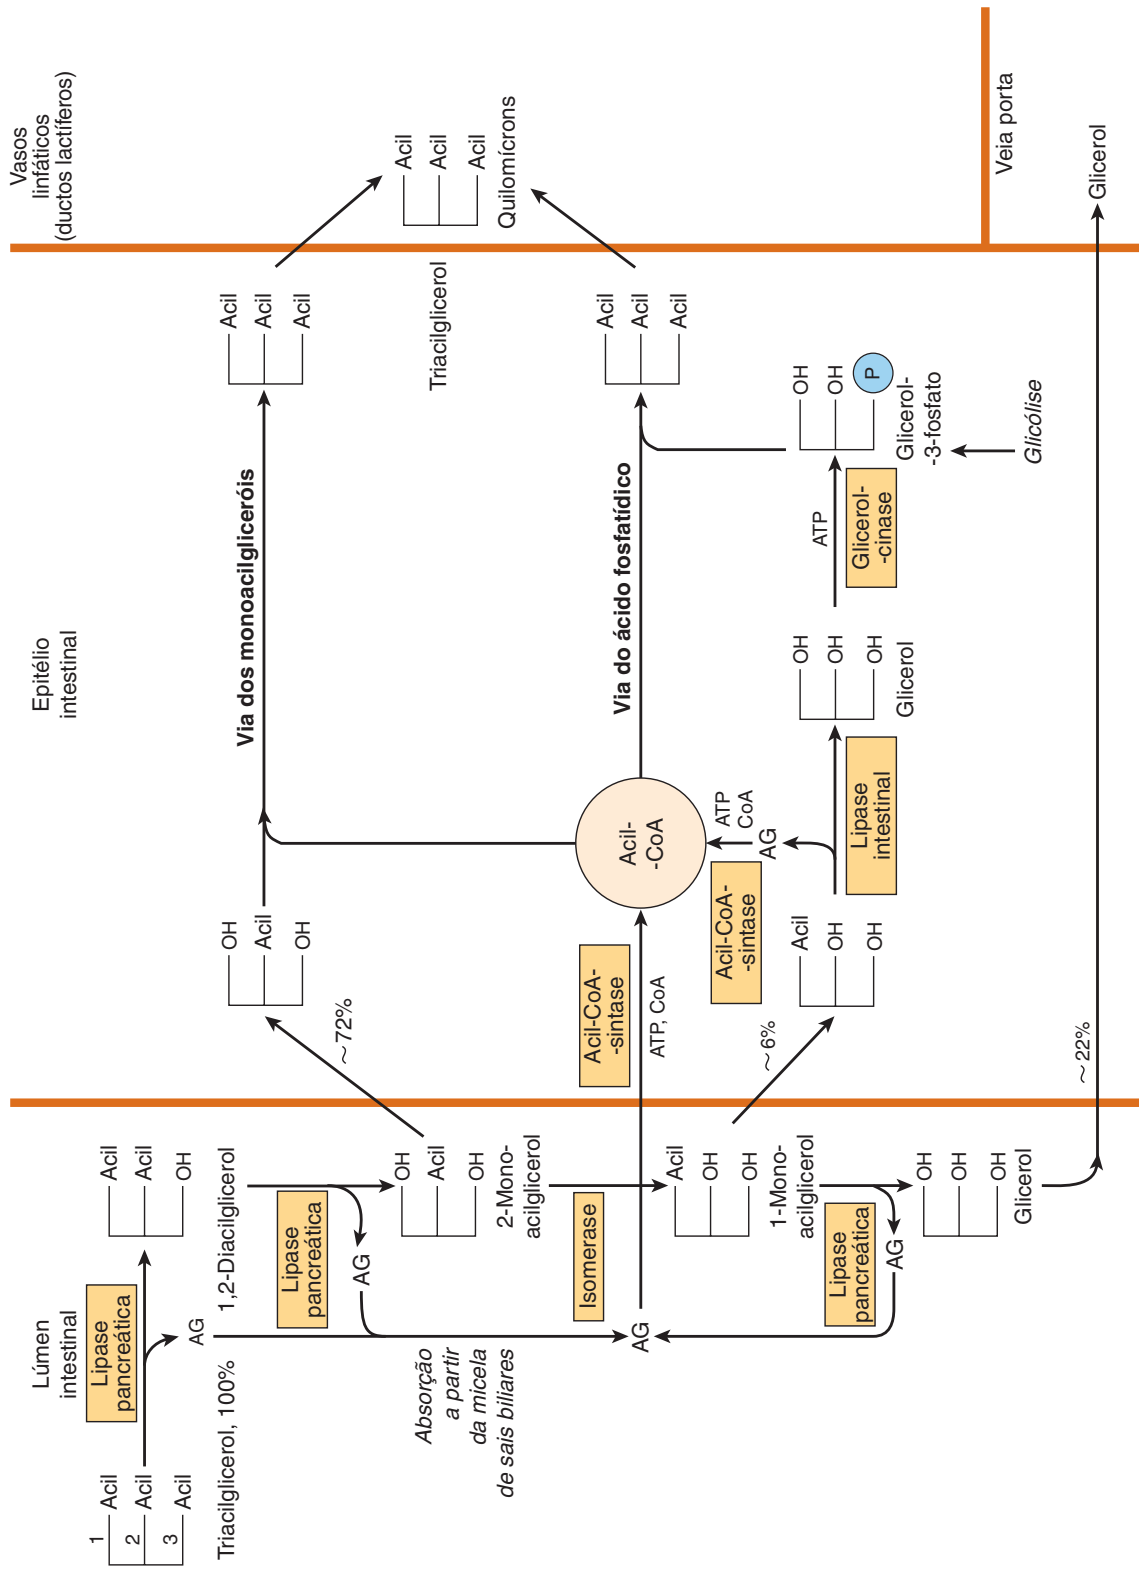 Lúmen
intestinal
Epitélio
intestinal
Vasos
linfáticos
(ductos lactíferos)
1
Acil
2
Acil
3
Acil
Triacilglicerol, 100%
Lipase
pancreática
AG
Acil
Acil
OH
1,2-Diacilglicerol
Lipase
pancreática
AG
Absorção
a partir
da micela
de sais biliares
OH
Acil
OH
2-Mono-
acilglicerol
Isomerase
AG
Acil
OH
OH
1-Mono-
acilglicerol
Lipase
pancreática
AG
OH
OH
OH
Glicerol
~ 72%
OH
Acil
OH
Via dos monoacilgliceróis
Acil
Acil
Acil
Triacilglicerol
Acil-CoA-
-sintase
ATP, CoA
Acil-
-CoA
Via do ácido fosfatídico
Acil
Acil
Acil
Acil
Acil
Acil
Quilomícrons
~ 6%
Acil
OH
OH
Acil-CoA-
-sintase
ATP
CoA
AG
Lipase
intestinal
OH
OH
OH
Glicerol
ATP
Glicerol-
-cinase
OH
OH
P
Glicerol-
-3-fosfato
Glicólise
~ 22%
Veia porta
Glicerol